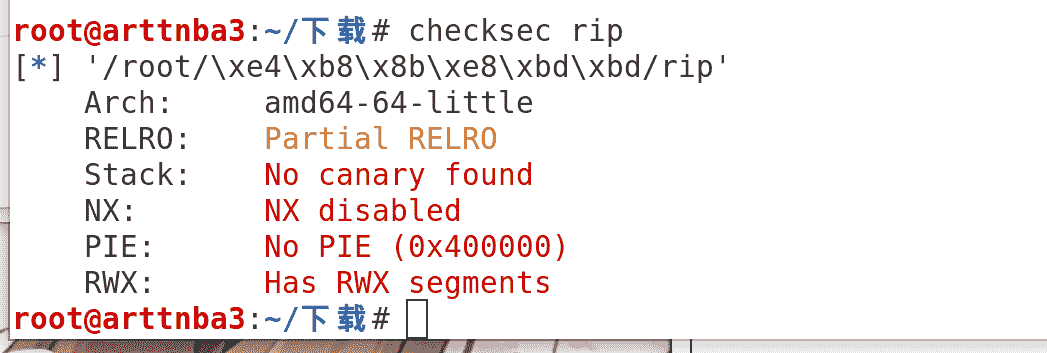 root@arttnba3:~/下载# checksec rip
[*] '/root/\xe4\xb8\x8b\xe8\xbd\xbd/rip'
    Arch:     amd64-64-little
    RELRO:    Partial RELRO
    Stack:    No canary found
    NX:       NX disabled
    PIE:      No PIE (0x400000)
    RWX:      Has RWX segments
root@arttnba3:~/下载#